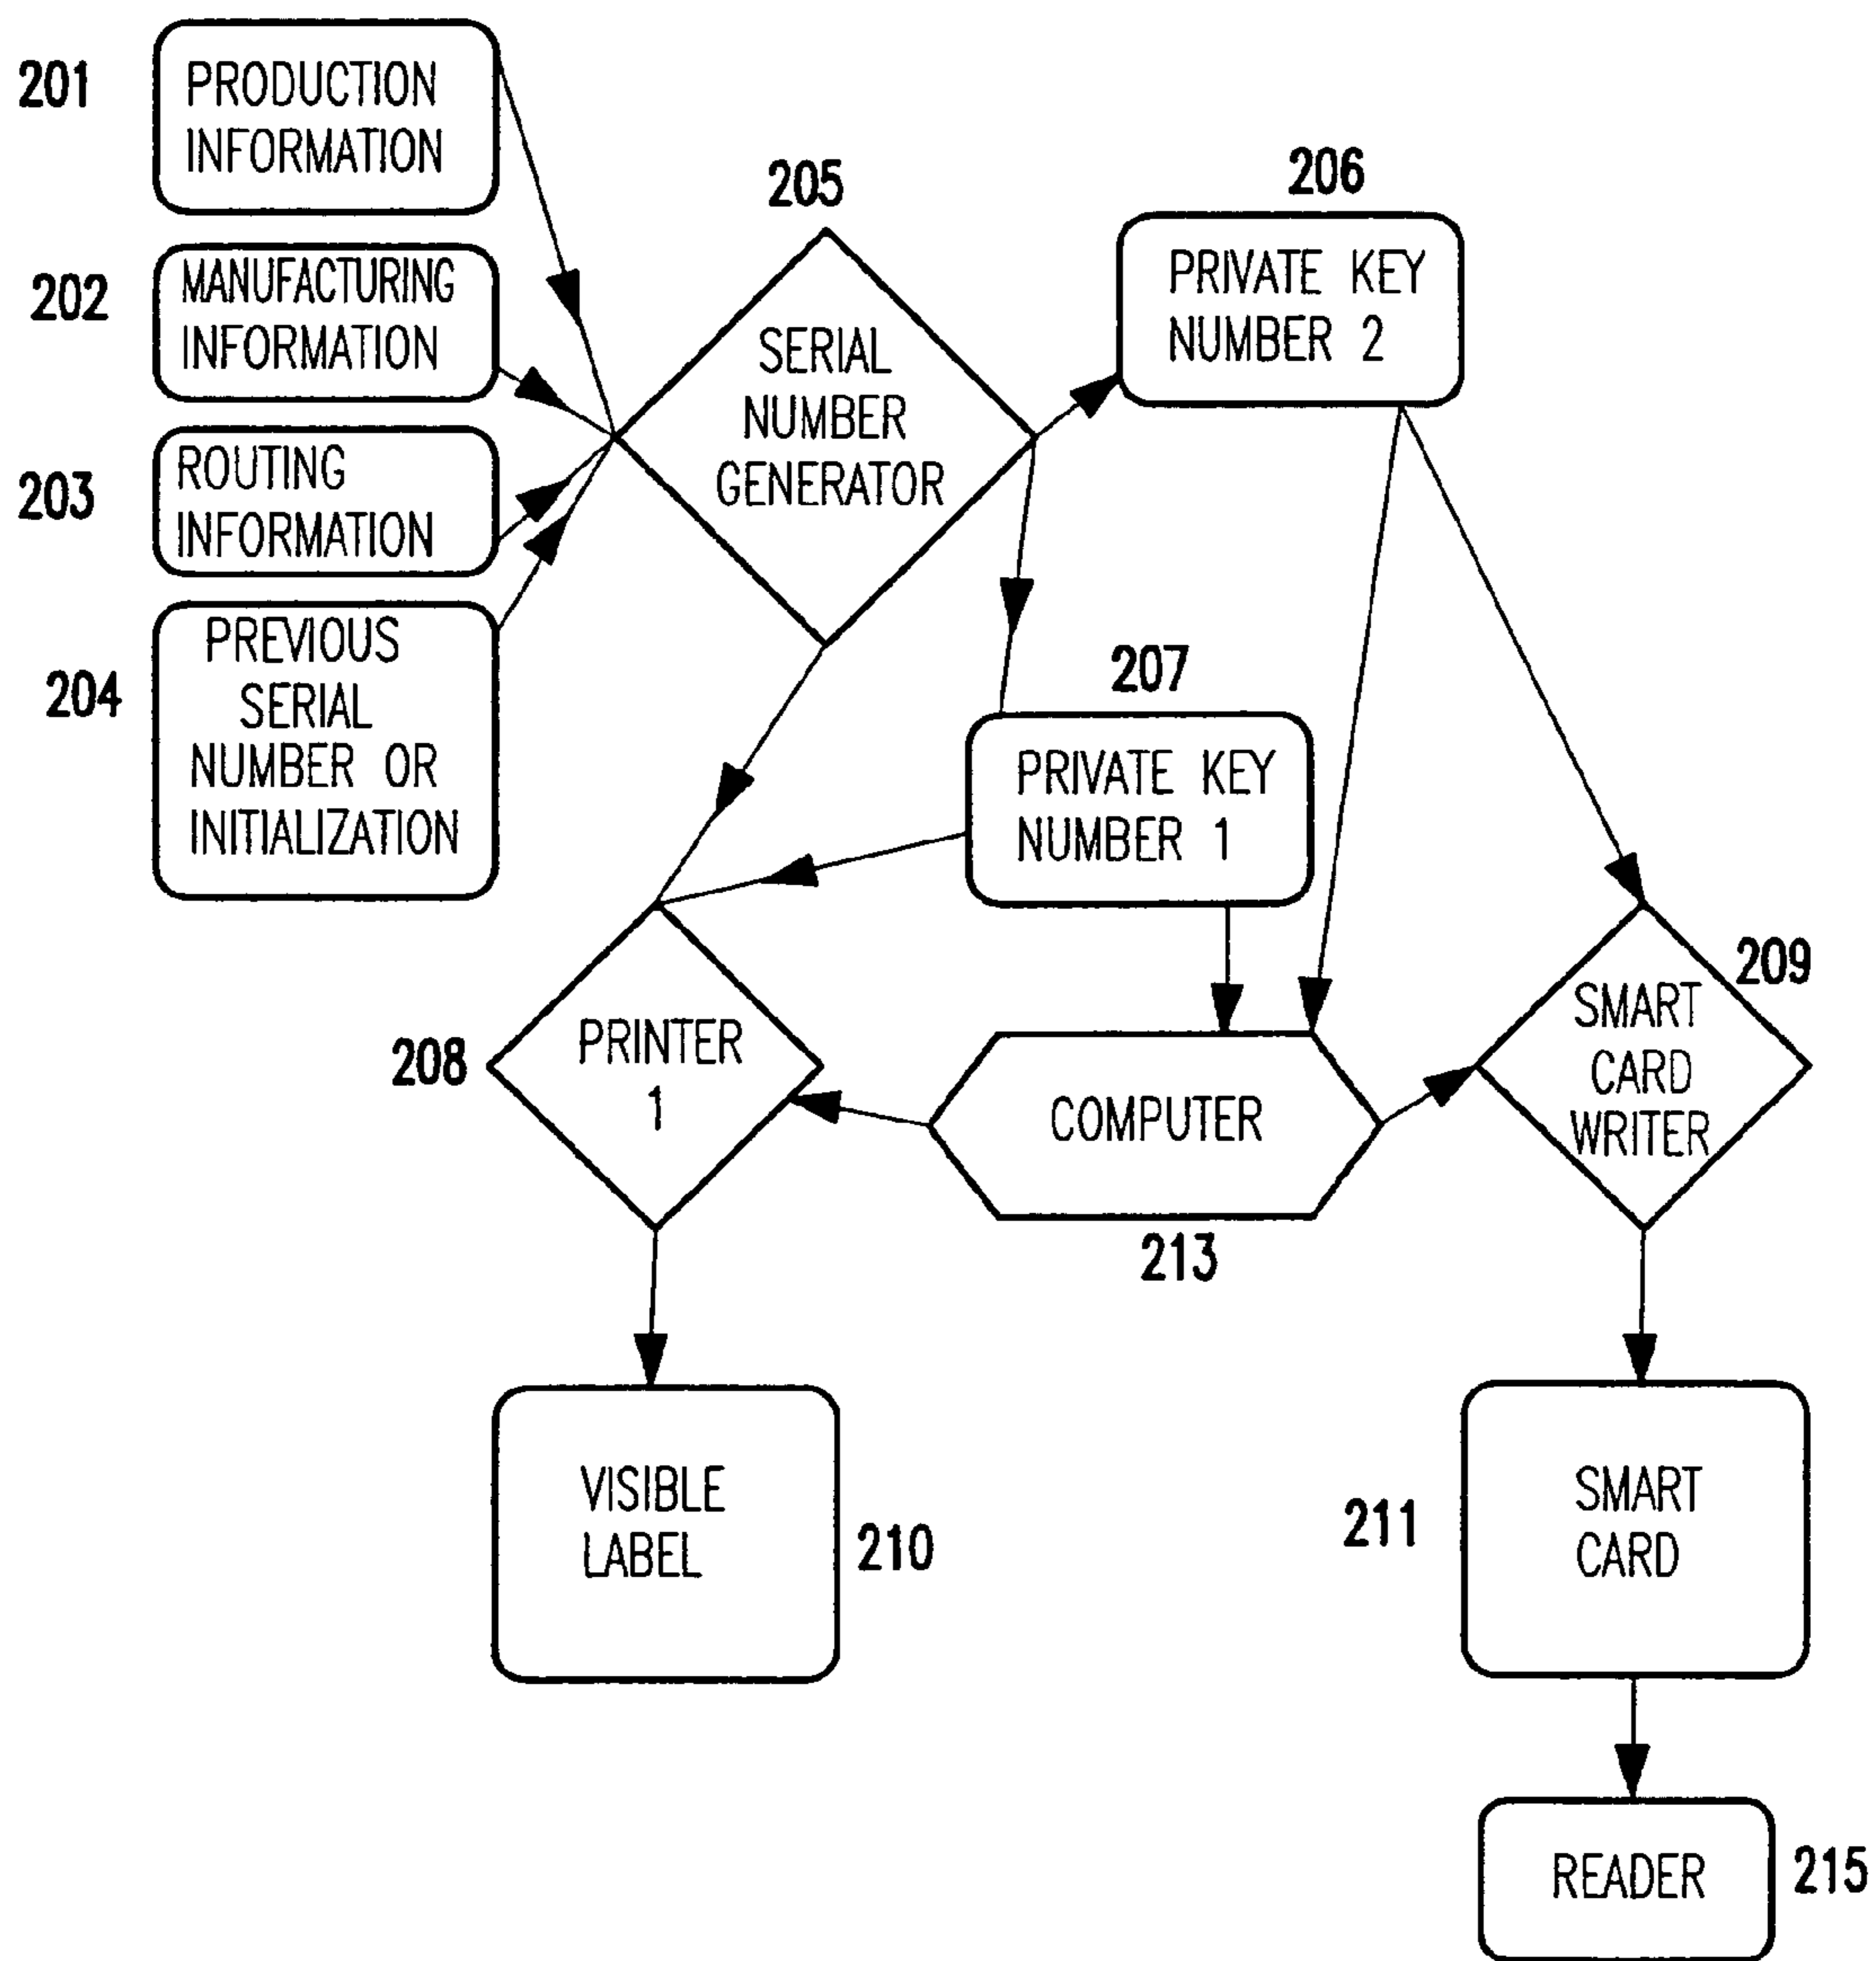 201
PRODUCTION
INFORMATION
202
MANUFACTURING
INFORMATION
203
ROUTING
INFORMATION
204
PREVIOUS
SERIAL
NUMBER OR
INITIALIZATION
205
SERIAL
NUMBER
GENERATOR
206
PRIVATE KEY
NUMBER 2
207
PRIVATE KEY
NUMBER 1
208
PRINTER
1
COMPUTER
213
209
SMART
CARD
WRITER
VISIBLE
LABEL
210
211
SMART
CARD
READER
215